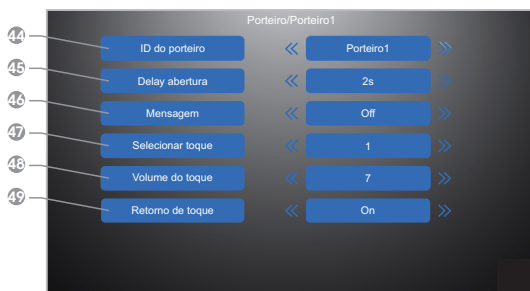 Porteiro/Porteiro1
44 ID do porteiro « Porteiro1 »
45 Delay abertura « 2s »
46 Mensagem « Off »
47 Selecionar toque « 1 »
48 Volume do toque « 7 »
49 Retorno de toque « On »